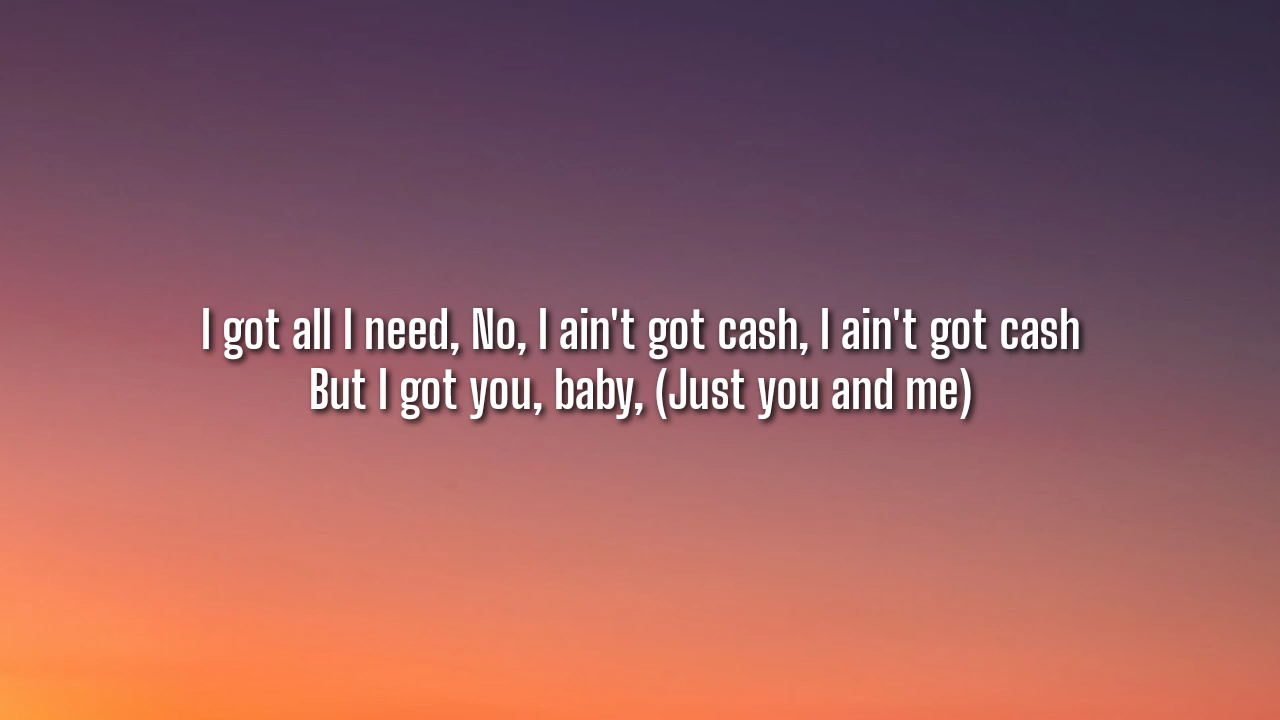 I got all I need, No, I ain't got cash, I ain't got cash
But I got you, baby, (Just you and me)